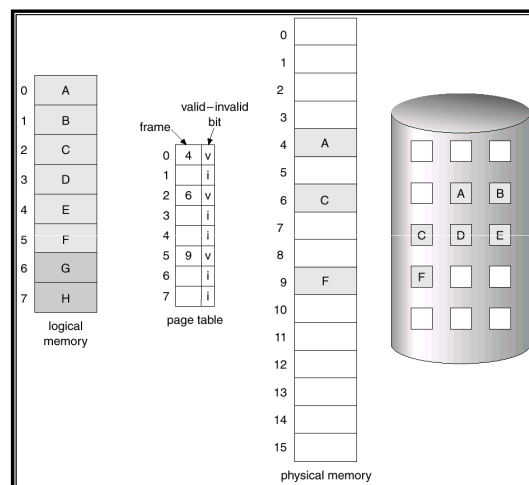 0 A
1 B
2 C
3 D
4 E
5 F
6 G
7 H
logical
memory
valid–invalid
bit
frame
0 4 v
1 i
2 6 v
3 i
4 i
5 9 v
6 i
7 i
page table
0
1
2
3
4 A
5
6 C
7
8
9 F
10
11
12
13
14
15
physical memory
A B
C D E
F